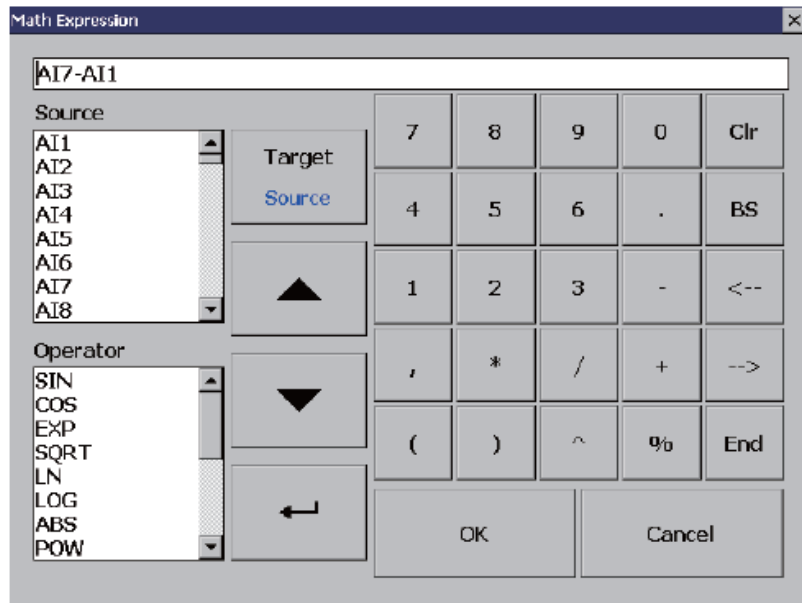 Math Expression
AI7-AI1
Source
AI1
AI2
AI3
AI4
AI5
AI6
AI7
AI8
Target
Source
Operator
SIN
COS
EXP
SQRT
LN
LOG
ABS
POW
7 8 9 0 Clr
4 5 6 . BS
1 2 3 - <--
, * / + -->
( ) ^ % End
OK Cancel